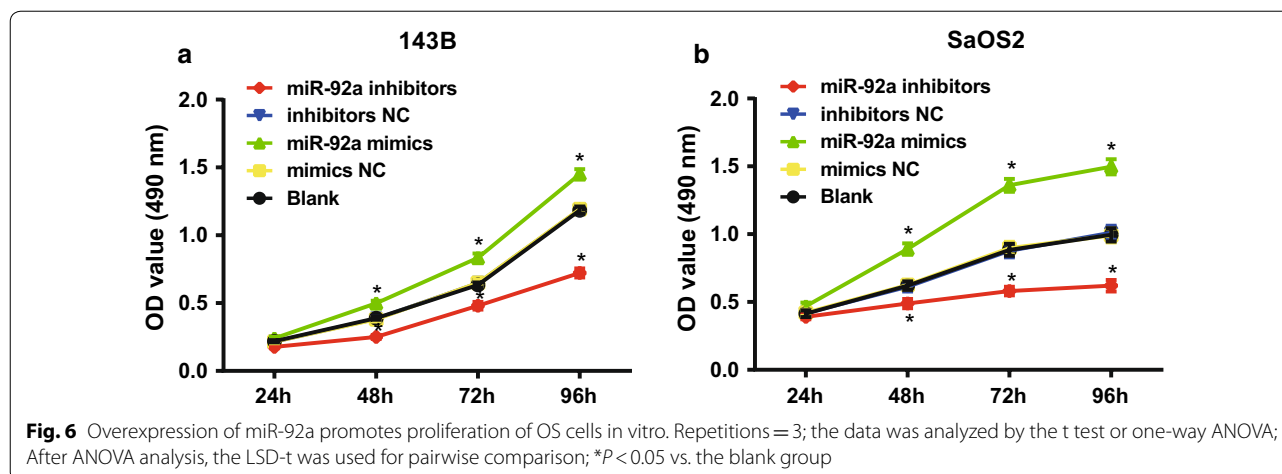 a
143B
miR-92a inhibitors
inhibitors NC
miR-92a mimics
mimics NC
Blank
OD value (490 nm)
2.0
1.5
1.0
0.5
0.0
*
*
*
*
*
*
24h
48h
72h
96h
b
SaOS2
miR-92a inhibitors
inhibitors NC
miR-92a mimics
mimics NC
Blank
OD value (490 nm)
2.0
1.5
1.0
0.5
0.0
*
*
*
*
*
*
24h
48h
72h
96h
Fig. 6 Overexpression of miR-92a promotes proliferation of OS cells in vitro. Repetitions = 3; the data was analyzed by the t test or one-way ANOVA;
After ANOVA analysis, the LSD-t was used for pairwise comparison; *P < 0.05 vs. the blank group